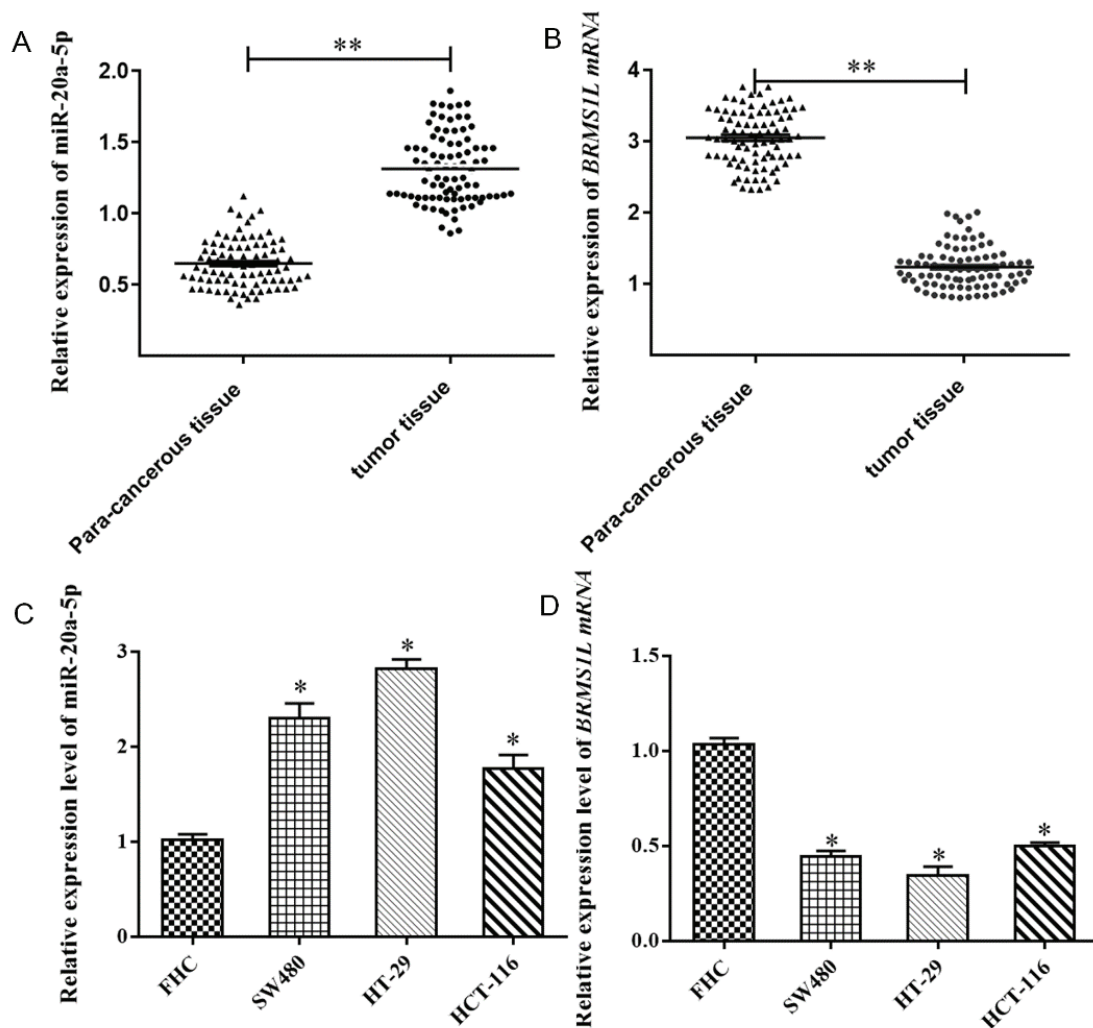 A
Relative expression of miR-20a-5p
**
2.0
1.5
1.0
0.5
Para-cancerous tissue
tumor tissue
B
Relative expression of BRMS1L mRNA
**
4
3
2
1
Para-cancerous tissue
tumor tissue
C
Relative expression level of miR-20a-5p
3
2
1
0
*
*
*
FHC
SW480
HT-29
HCT-116
D
Relative expression level of BRMS1L mRNA
1.5
1.0
0.5
0.0
*
*
*
FHC
SW480
HT-29
HCT-116